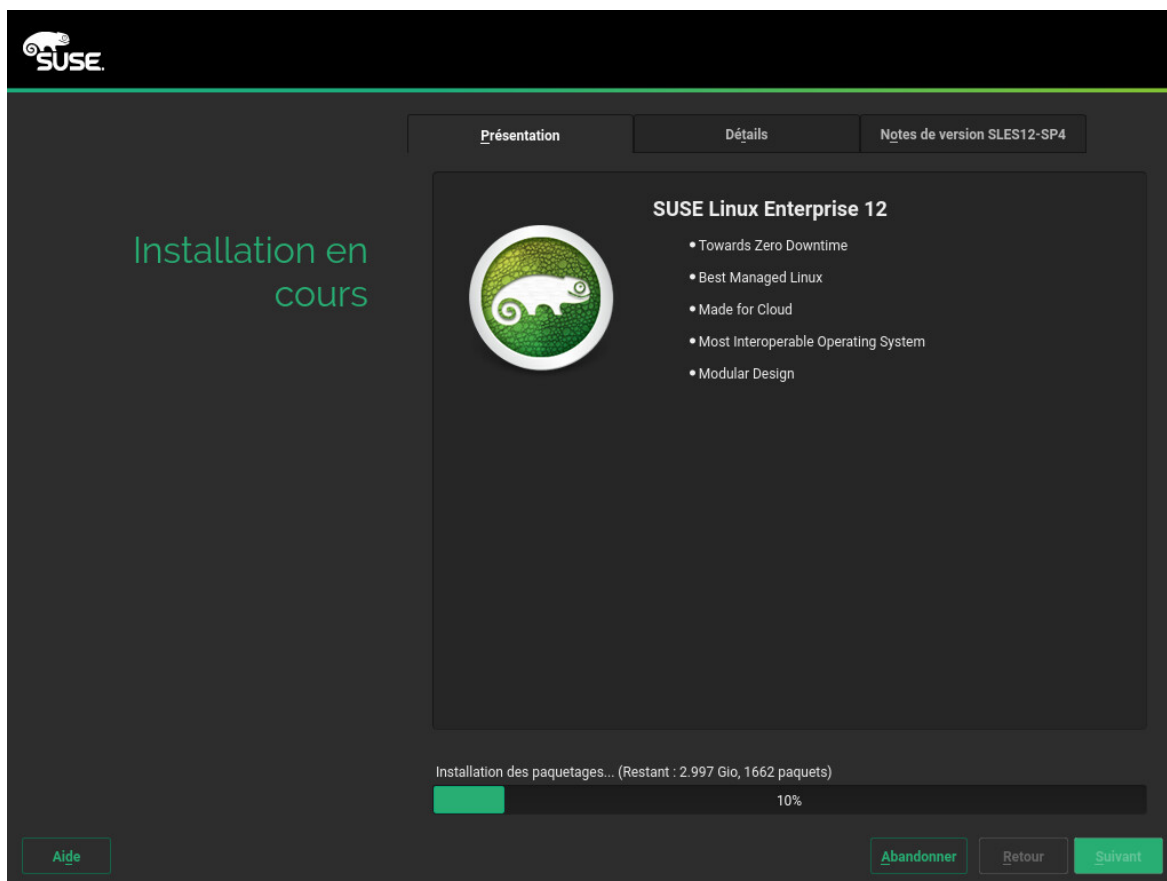 SUSE.
Présentation
Détails
Notes de version SLES12-SP4
Installation en
cours
SUSE Linux Enterprise 12
• Towards Zero Downtime
• Best Managed Linux
• Made for Cloud
• Most Interoperable Operating System
• Modular Design
Installation des paquetages... (Restant : 2.997 Gio, 1662 paquets)
10%
Aide
Abandonner
Retour
Suivant